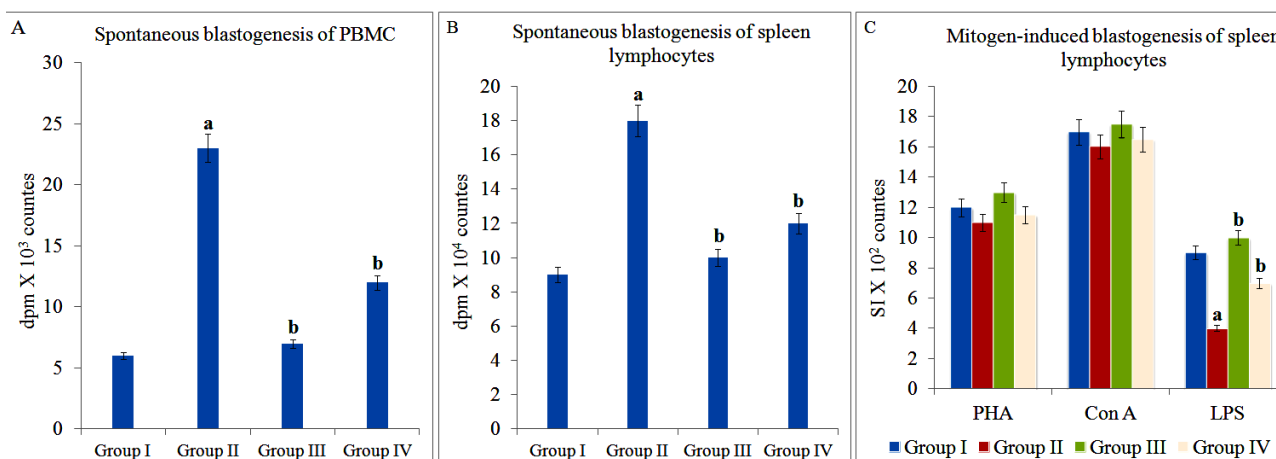 A
Spontaneous blastogenesis of PBMC
dpm X 10³ countes
30
25
20
15
10
5
0
a
b
b
Group I Group II Group III Group IV
B
Spontaneous blastogenesis of spleen
lymphocytes
dpm X 10⁴ countes
20
18
16
14
12
10
8
6
4
2
0
a
b
b
Group I Group II Group III Group IV
C
Mitogen-induced blastogenesis of spleen
lymphocytes
SI X 10² countes
20
18
16
14
12
10
8
6
4
2
0
a
b
b
PHA Con A LPS
Group I Group II Group III Group IV